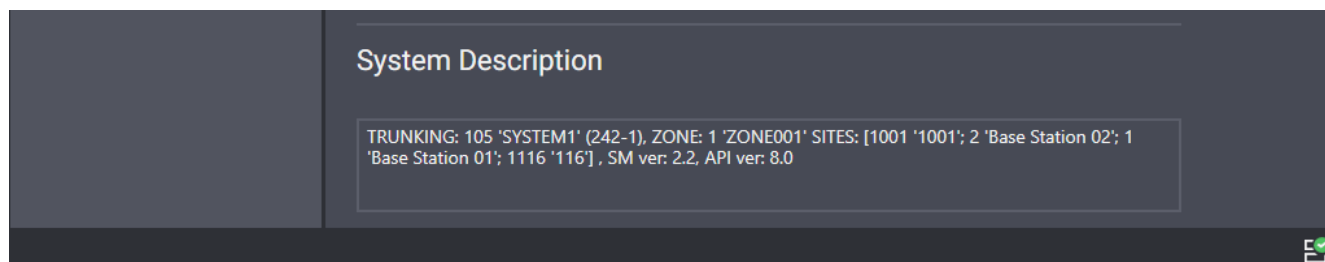 System Description
TRUNKING: 105 'SYSTEM1' (242-1), ZONE: 1 'ZONE001' SITES: [1001 '1001'; 2 'Base Station 02'; 1
'Base Station 01'; 1116 '116'] , SM ver: 2.2, API ver: 8.0